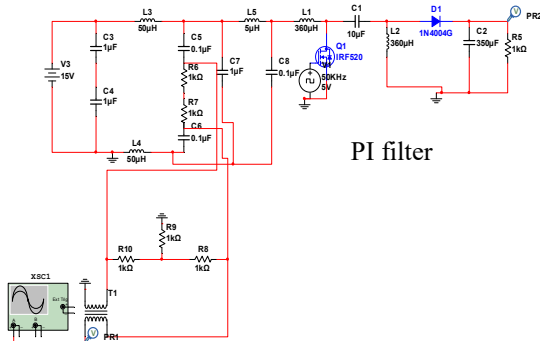 L3
50µH
L5
5µH
L1
360µH
C1
10µF
D1
1N4004G
V
PR2
V3
15V
C3
1µF
C4
1µF
C5
0.1µF
R6
1kΩ
R7
1kΩ
C6
0.1µF
C7
1µF
C8
0.1µF
Q1
IRF520
50KHz
5V
L2
360µH
C2
350µF
R5
1kΩ
L4
50µH
PI filter
R9
1kΩ
R10
1kΩ
R8
1kΩ
XSC1
Ext Trig
A
B
T1
V
PR1